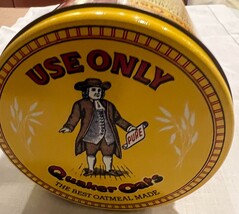 USE ONLY
PURE
Quaker Oats
THE BEST OATMEAL MADE